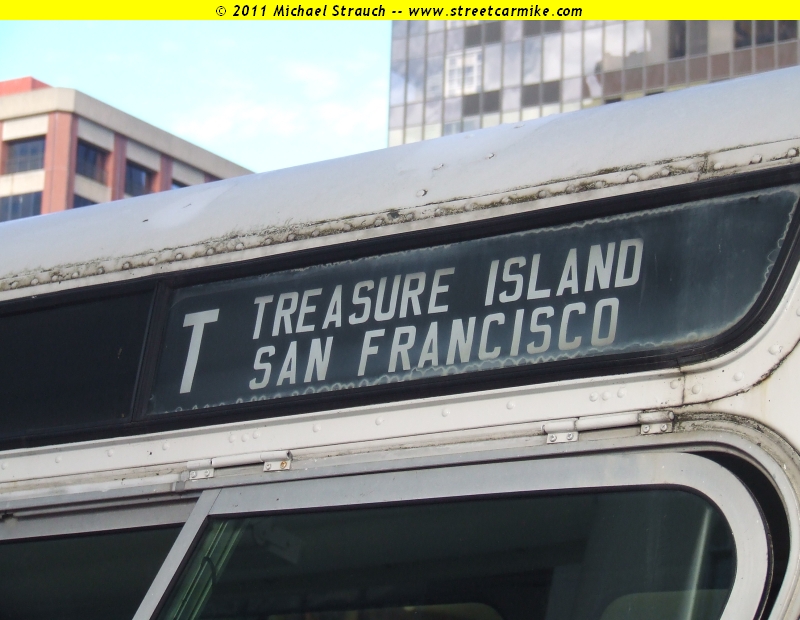 © 2011 Michael Strauch -- www.streetcarmike.com
T TREASURE ISLAND
SAN FRANCISCO